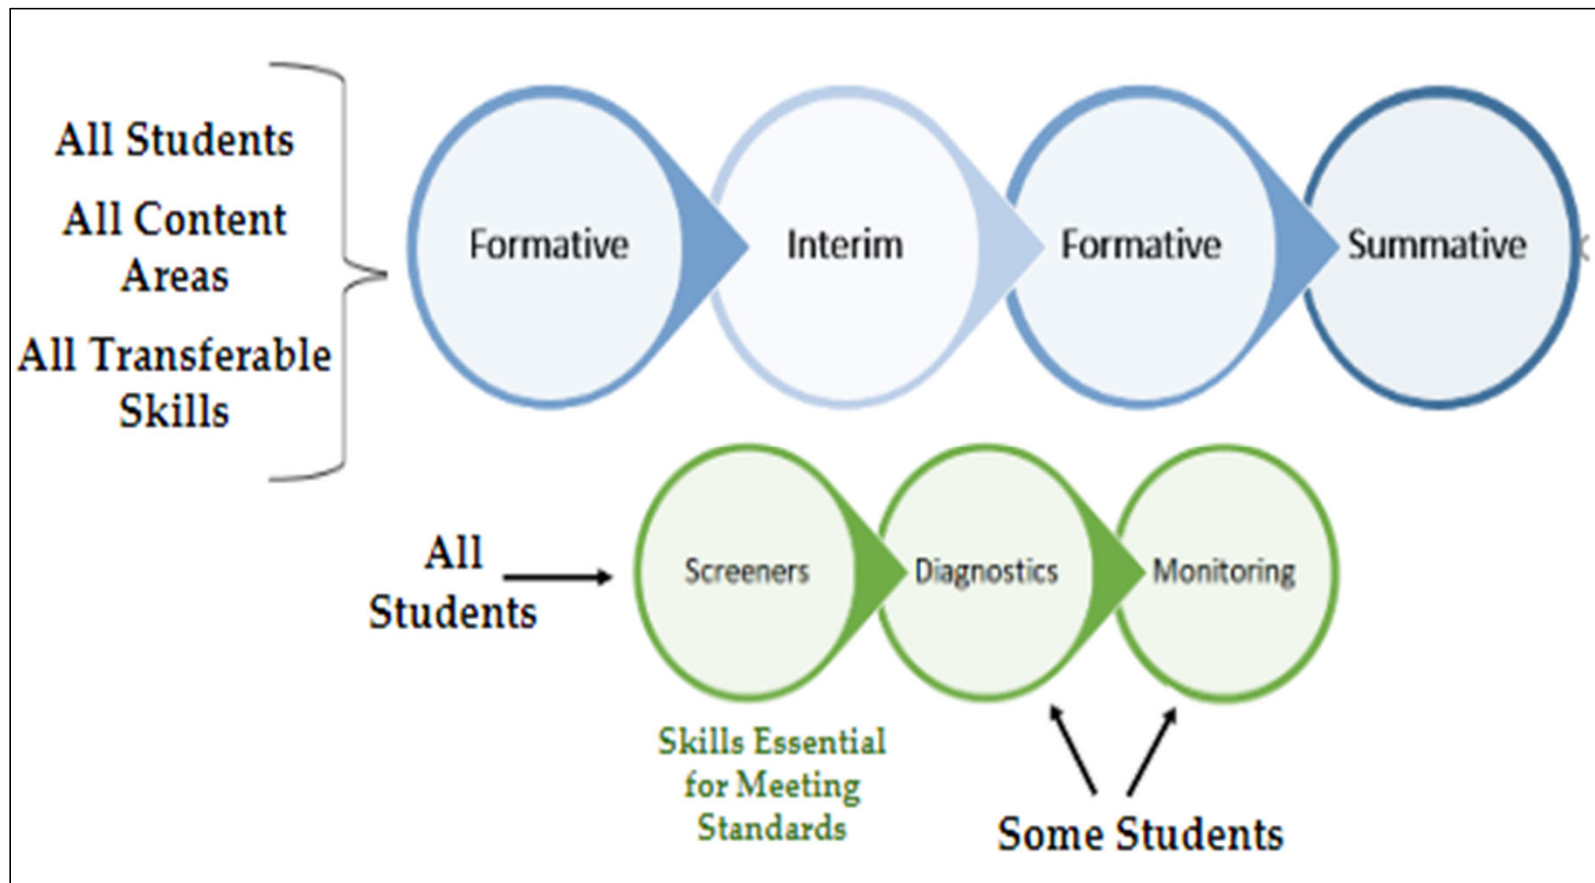 All Students
All Content
Areas
All Transferable
Skills
Formative
Interim
Formative
Summative
All
Students
Screeners
Diagnostics
Monitoring
Skills Essential
for Meeting
Standards
Some Students